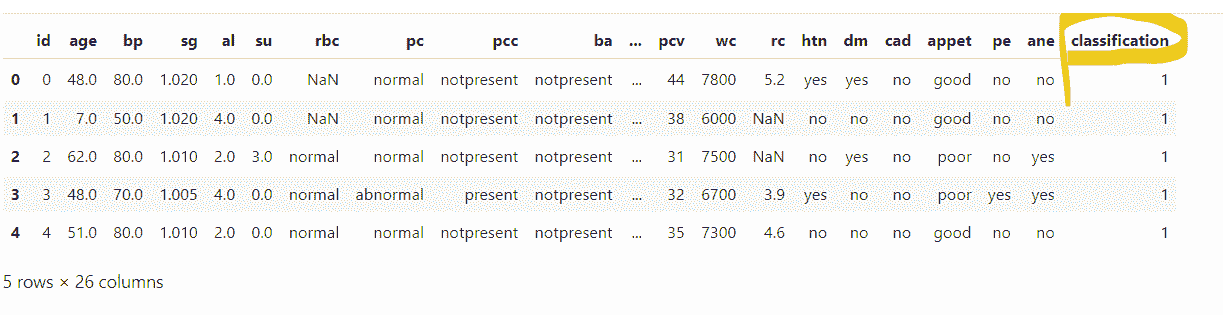 id age bp sg al su rbc pc pcc ba ... pcv wc rc htn dm cad appet pe ane classification
0 0 48.0 80.0 1.020 1.0 0.0 NaN normal notpresent notpresent ... 44 7800 5.2 yes yes no good no no 1
1 1 7.0 50.0 1.020 4.0 0.0 NaN normal notpresent notpresent ... 38 6000 NaN no no no good no no 1
2 2 62.0 80.0 1.010 2.0 3.0 normal normal notpresent notpresent ... 31 7500 NaN no yes no poor no yes 1
3 3 48.0 70.0 1.005 4.0 0.0 normal abnormal present notpresent ... 32 6700 3.9 yes no no poor yes yes 1
4 4 51.0 80.0 1.010 2.0 0.0 normal normal notpresent notpresent ... 35 7300 4.6 no no no good no no 1
5 rows × 26 columns